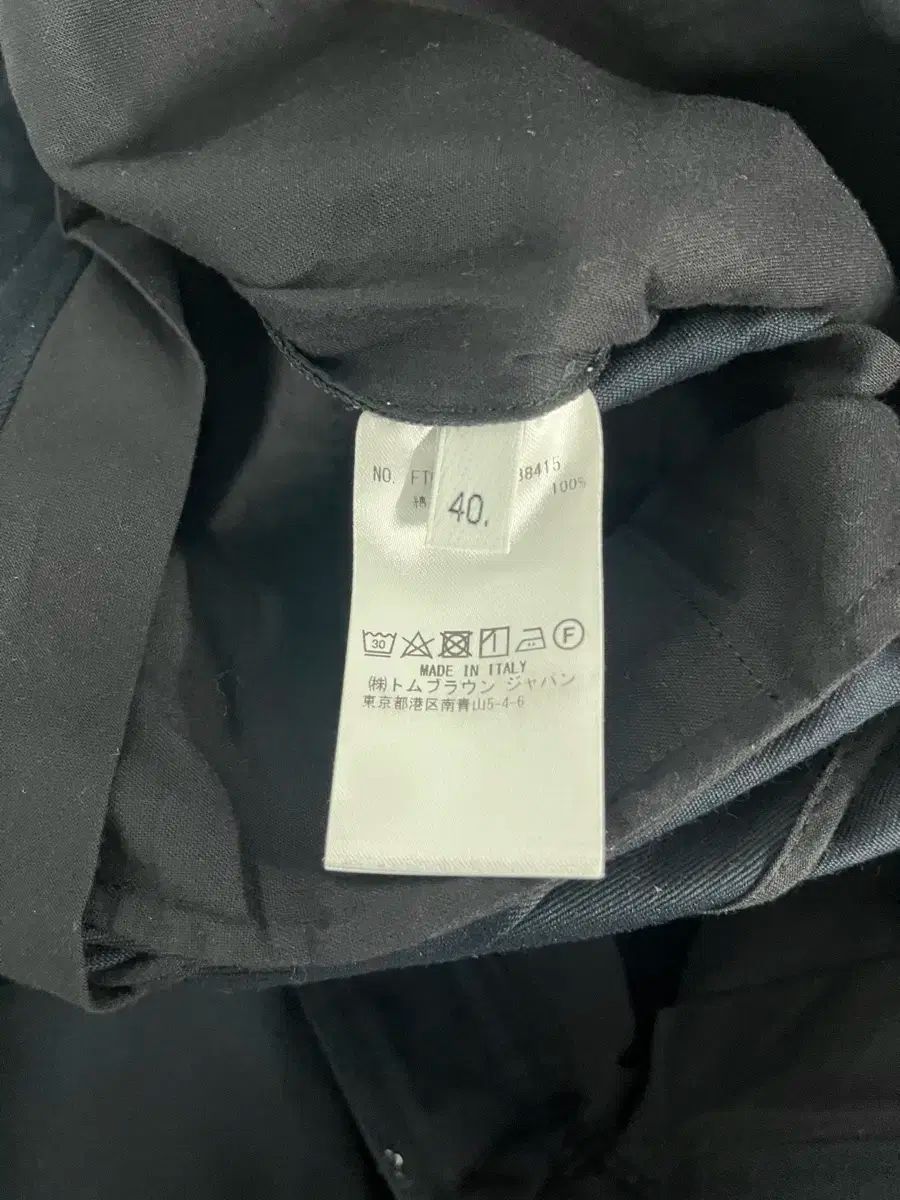 NO. FT 38415
綿 100%
40.
30
F
MADE IN ITALY
㈱トムブラウン ジャパン
東京都港区南青山5-4-6